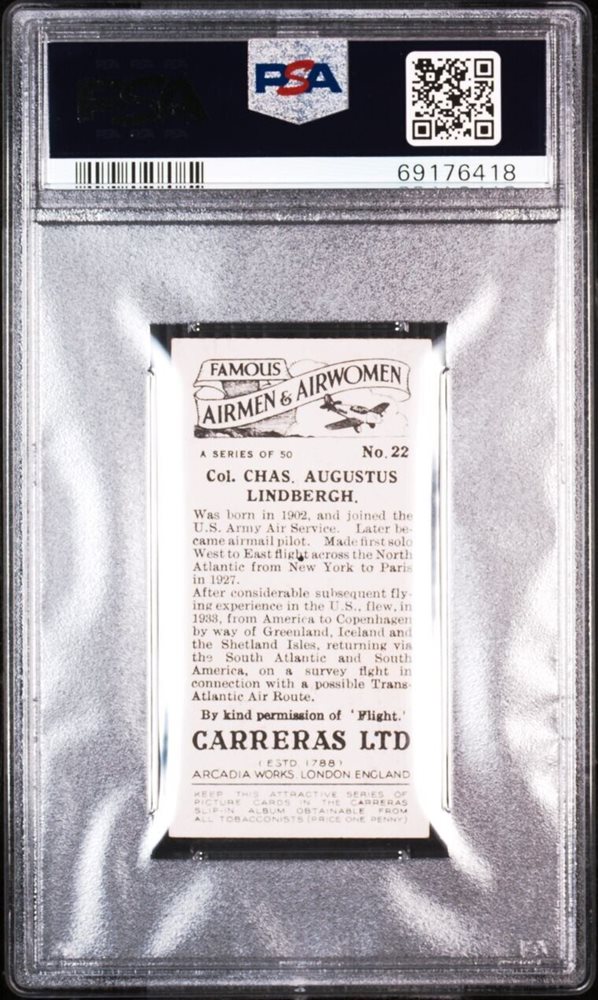 PSA
PSA
69176418
FAMOUS
AIRMEN & AIRWOMEN
A SERIES OF 50 No. 22
Col. CHAS. AUGUSTUS
LINDBERGH.
Was born in 1902, and joined the
U.S. Army Air Service. Later be-
came airmail pilot. Made first solo
West to East flight across the North
Atlantic from New York to Paris
in 1927.
After considerable subsequent fly-
ing experience in the U.S., flew, in
1933, from America to Copenhagen
by way of Greenland, Iceland and
the Shetland Isles, returning via
the South Atlantic and South
America, on a survey flght in
connection with a possible Trans-
Atlantic Air Route.
By kind permission of 'Flight.'
CARRERAS LTD
(ESTD. 1788)
ARCADIA WORKS, LONDON ENGLAND
KEEP THIS ATTRACTIVE SERIES OF
PICTURE CARDS IN THE CARRERAS
SLIP-IN ALBUM OBTAINABLE FROM
ALL TOBACCONISTS (PRICE ONE PENNY)